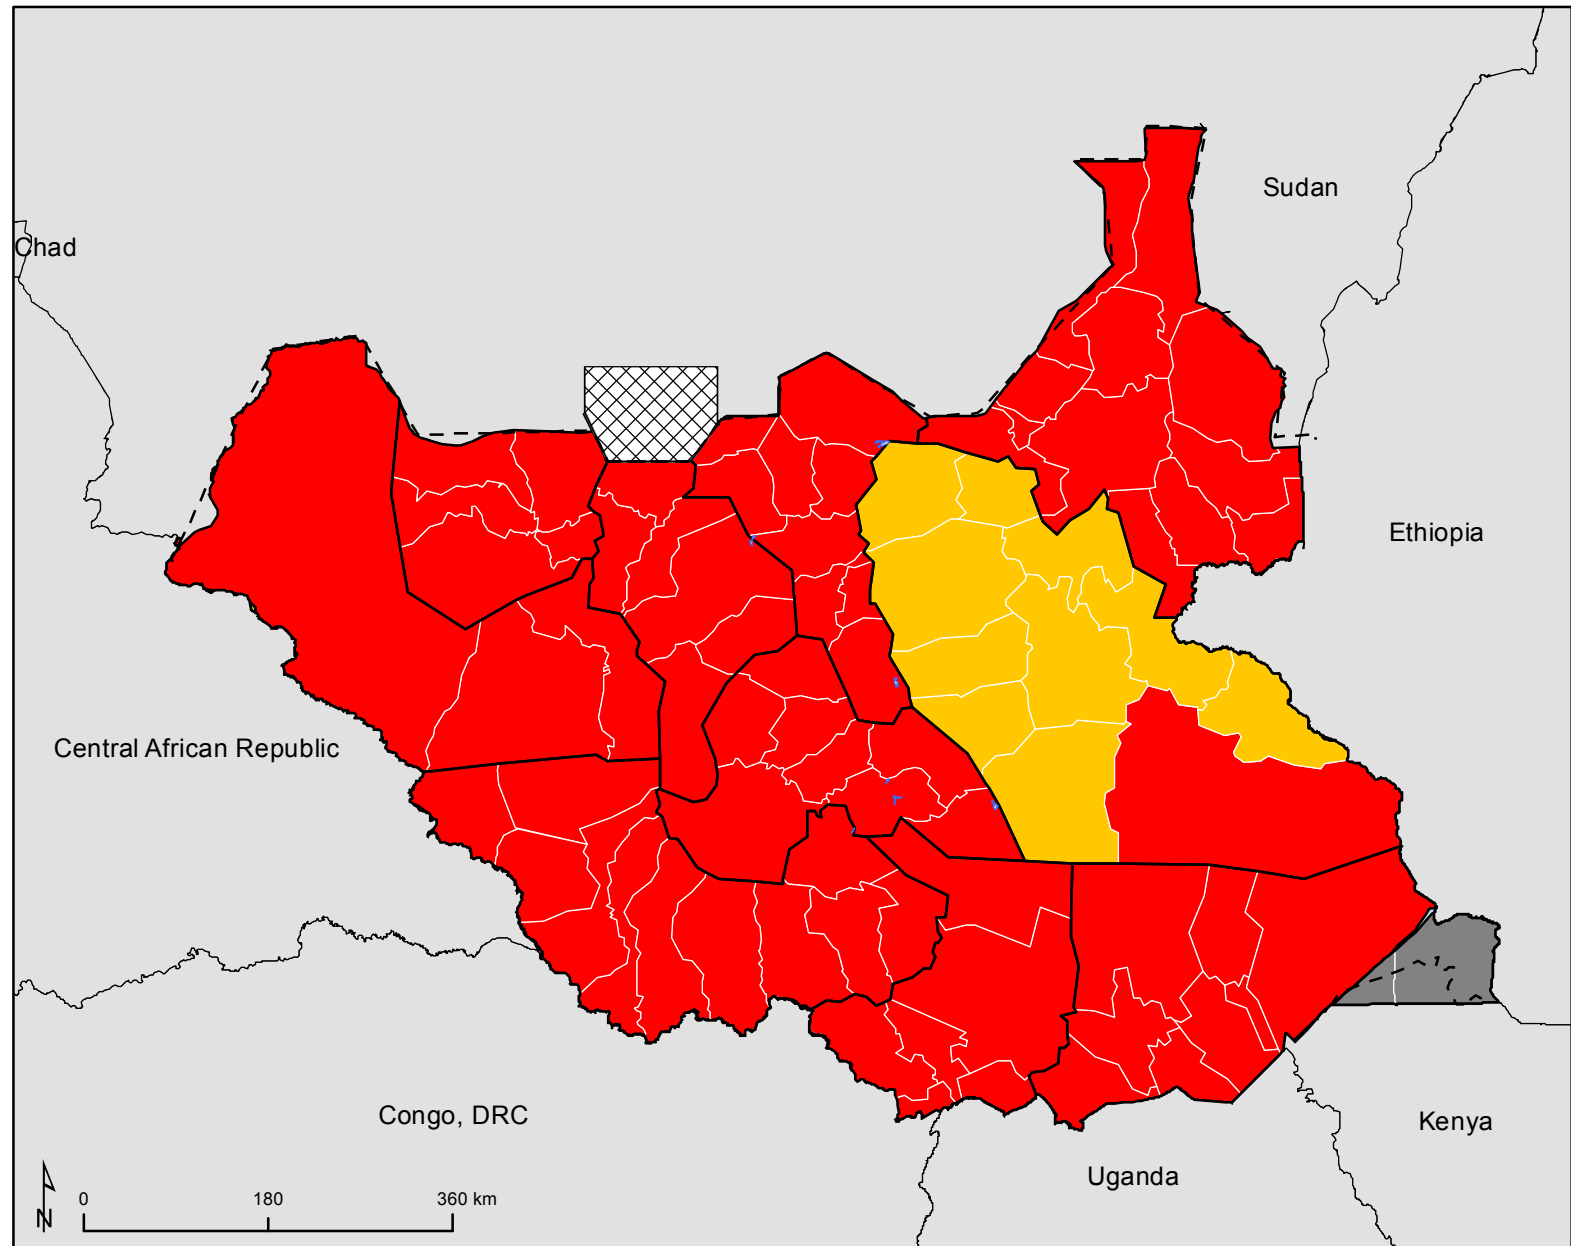 Sudan
Chad
Ethiopia
Central African Republic
Congo, DRC
Kenya
Uganda
N
0 180 360 km